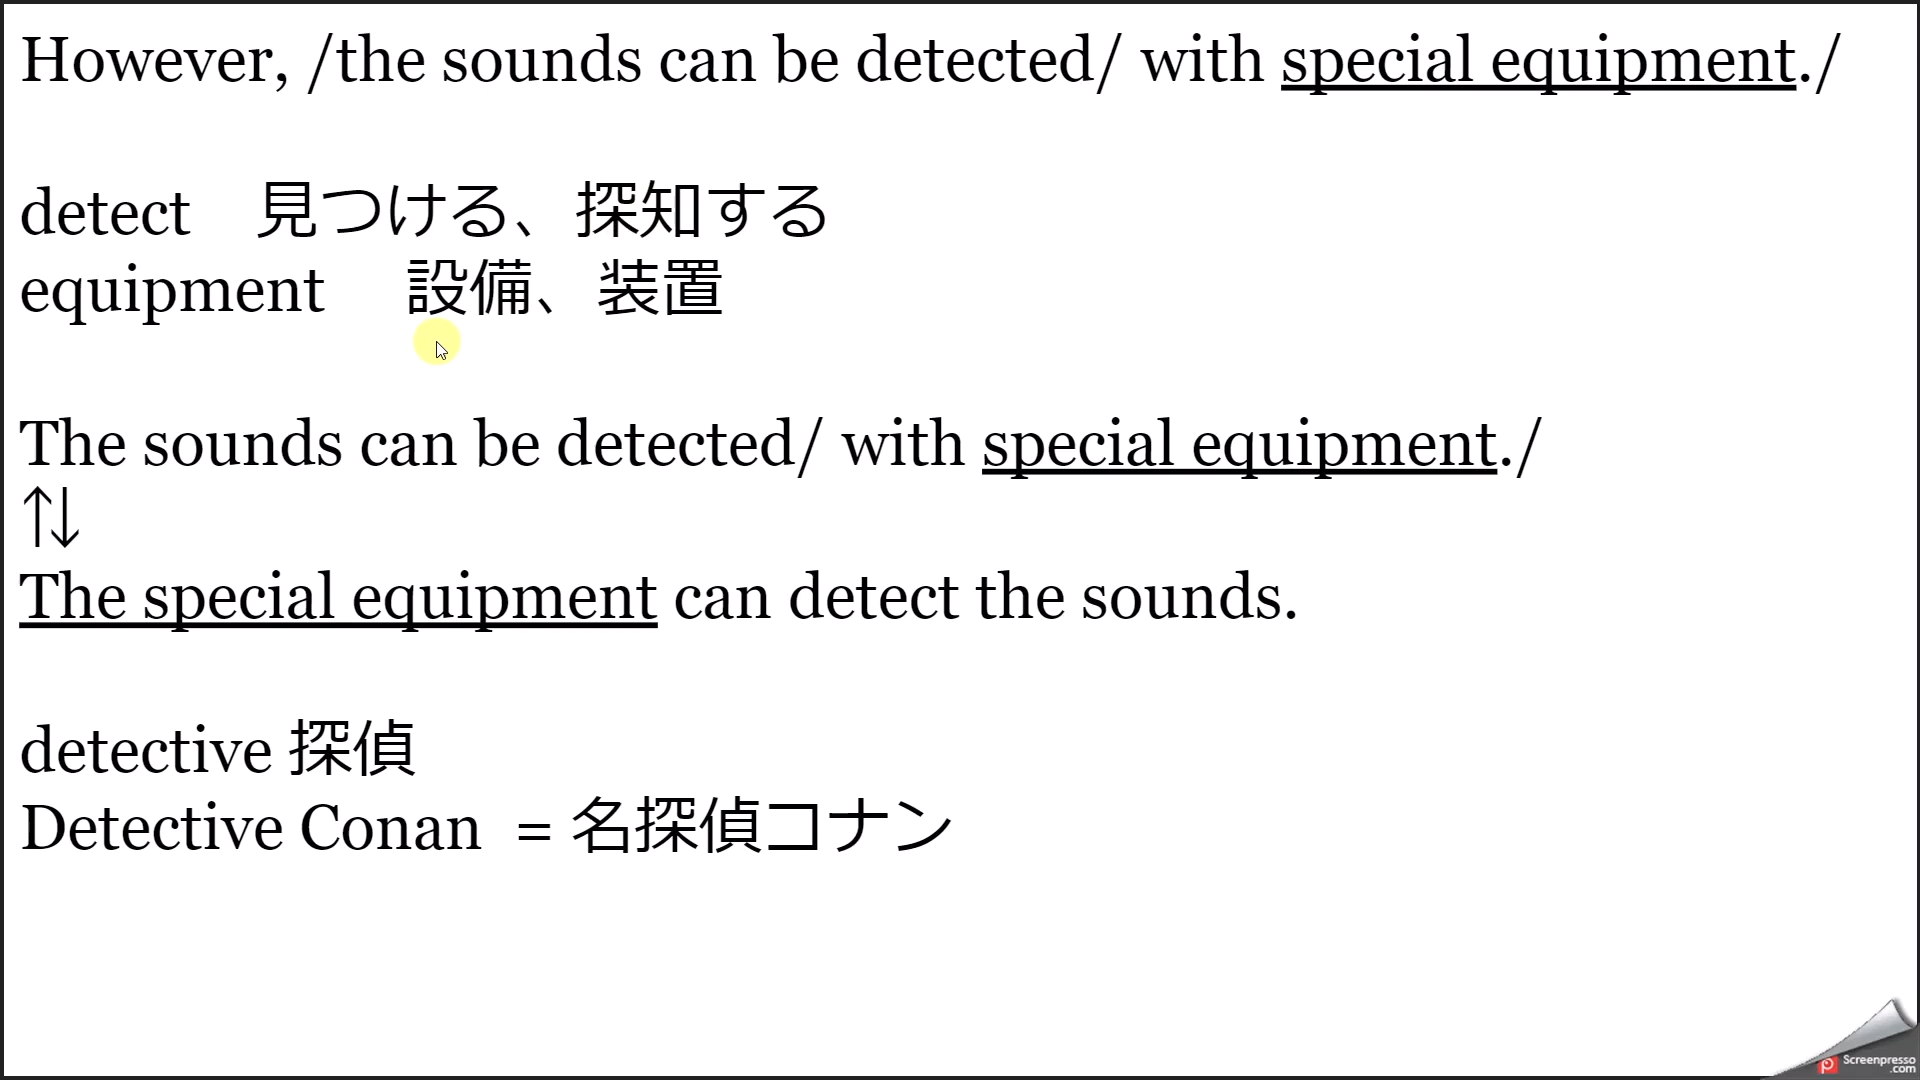 However, /the sounds can be detected/ with special equipment./
detect　見つける、探知する
equipment　設備、装置
The sounds can be detected/ with special equipment./
↑↓
The special equipment can detect the sounds.
detective 探偵
Detective Conan = 名探偵コナン
Screenpresso
.com